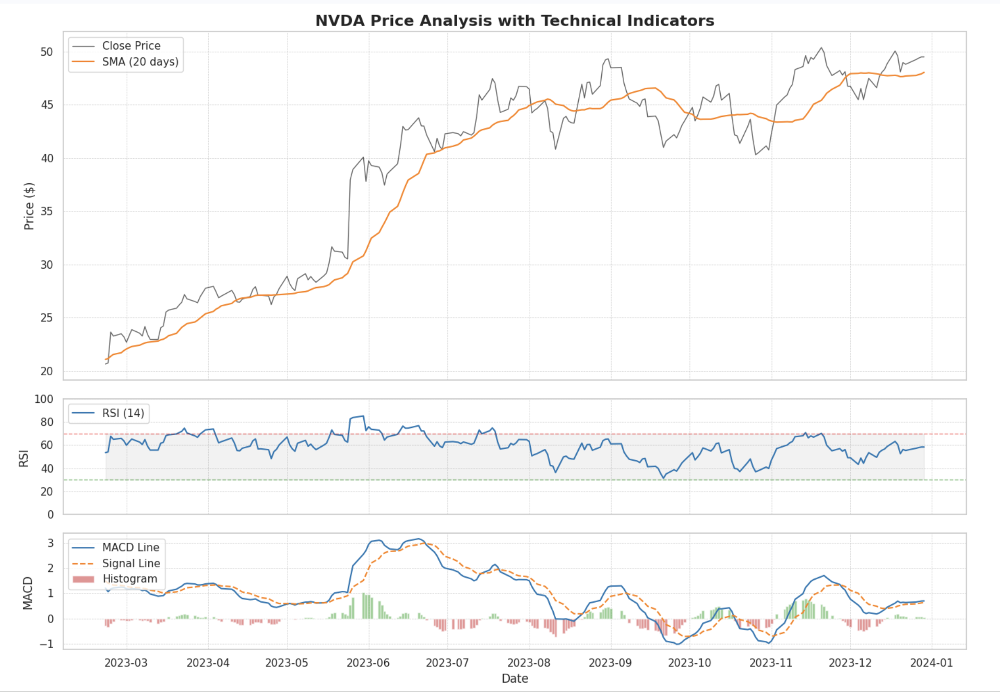 NVDA Price Analysis with Technical Indicators
Close Price
SMA (20 days)
50
45
40
35
30
25
20
Price ($)
RSI (14)
100
80
60
40
20
0
RSI
MACD Line
Signal Line
Histogram
3
2
1
0
−1
MACD
2023-03
2023-04
2023-05
2023-06
2023-07
2023-08
2023-09
2023-10
2023-11
2023-12
2024-01
Date